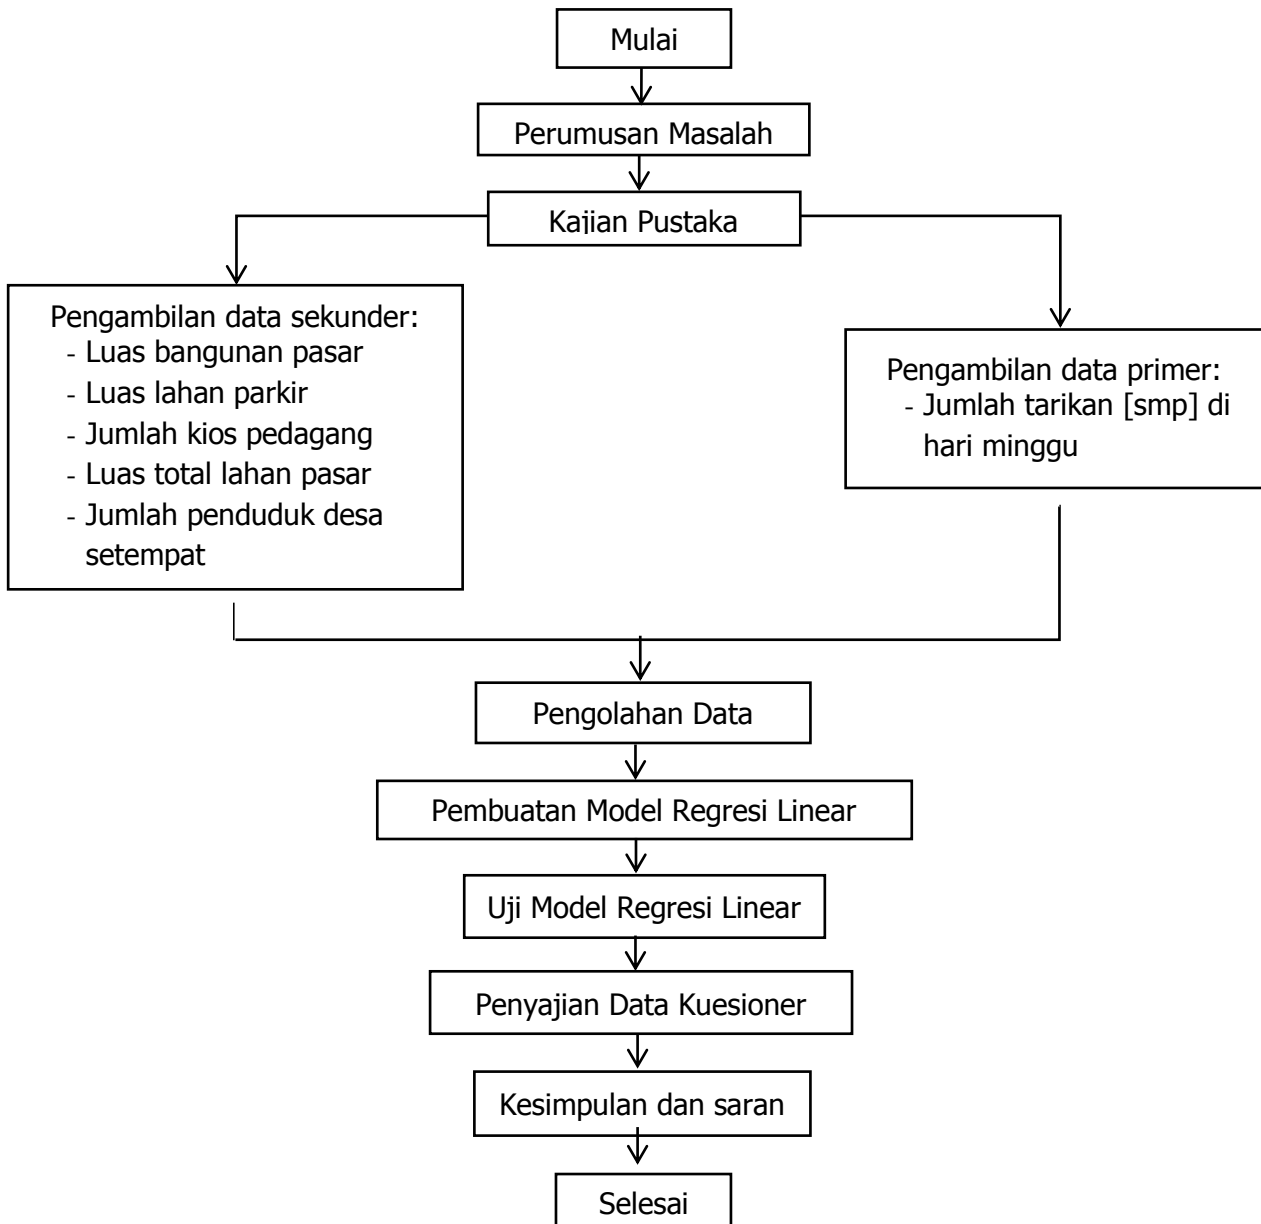 Mulai
Perumusan Masalah
Kajian Pustaka
Pengambilan data sekunder:
- Luas bangunan pasar
- Luas lahan parkir
- Jumlah kios pedagang
- Luas total lahan pasar
- Jumlah penduduk desa
setempat
Pengambilan data primer:
- Jumlah tarikan [smp] di
hari minggu
Pengolahan Data
Pembuatan Model Regresi Linear
Uji Model Regresi Linear
Penyajian Data Kuesioner
Kesimpulan dan saran
Selesai